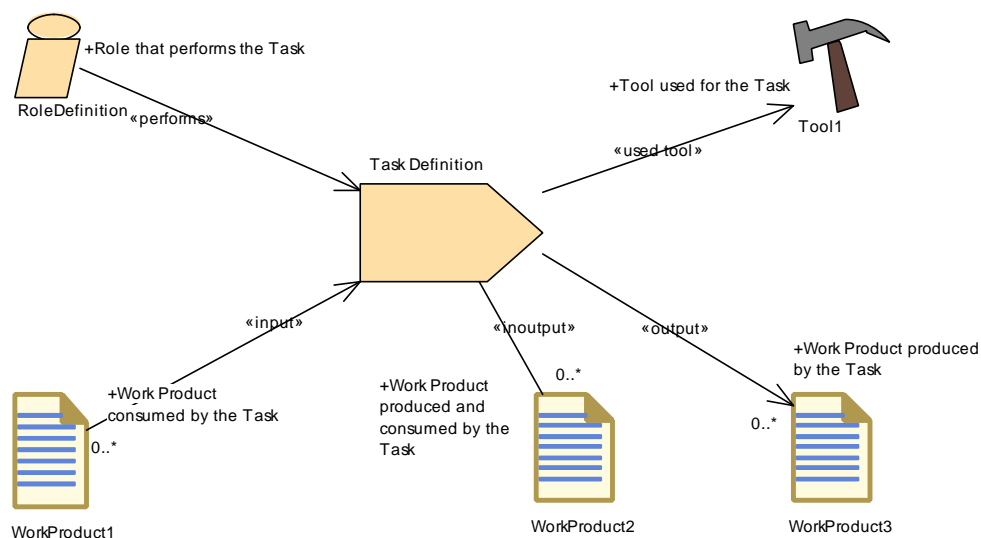 +Role that performs the Task
RoleDefinition
«performs»
+Tool used for the Task
Tool1
«used tool»
Task Definition
«input»
«inoutput»
«output»
+Work Product
consumed by the Task
0..*
WorkProduct1
+Work Product
produced and
consumed by the
Task
0..*
WorkProduct2
+Work Product produced
by the Task
0..*
WorkProduct3